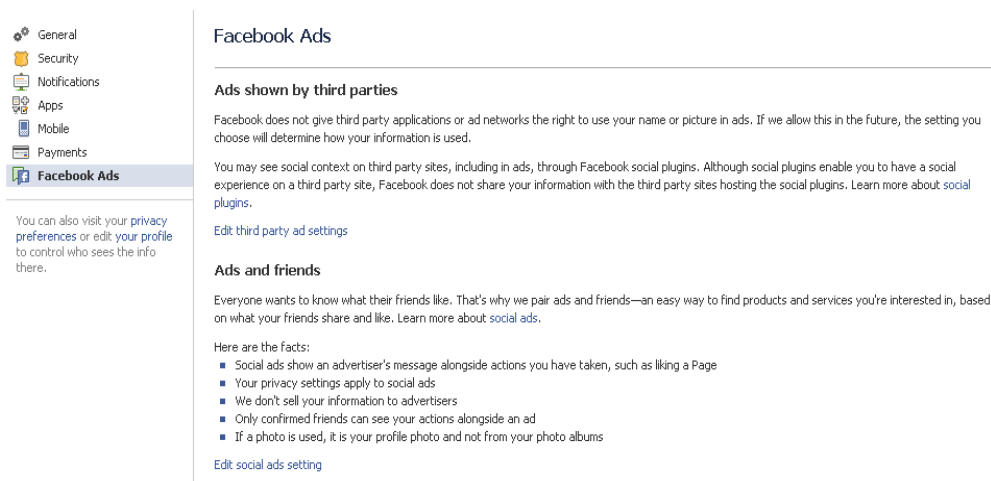 General
Security
Notifications
Apps
Mobile
Payments
Facebook Ads
You can also visit your privacy
preferences or edit your profile
to control who sees the info
there.
Facebook Ads
Ads shown by third parties
Facebook does not give third party applications or ad networks the right to use your name or picture in ads. If we allow this in the future, the setting you
choose will determine how your information is used.
You may see social context on third party sites, including in ads, through Facebook social plugins. Although social plugins enable you to have a social
experience on a third party site, Facebook does not share your information with the third party sites hosting the social plugins. Learn more about social
plugins.
Edit third party ad settings
Ads and friends
Everyone wants to know what their friends like. That's why we pair ads and friends—an easy way to find products and services you're interested in, based
on what your friends share and like. Learn more about social ads.
Here are the facts:
Social ads show an advertiser's message alongside actions you have taken, such as liking a Page
Your privacy settings apply to social ads
We don't sell your information to advertisers
Only confirmed friends can see your actions alongside an ad
If a photo is used, it is your profile photo and not from your photo albums
Edit social ads setting